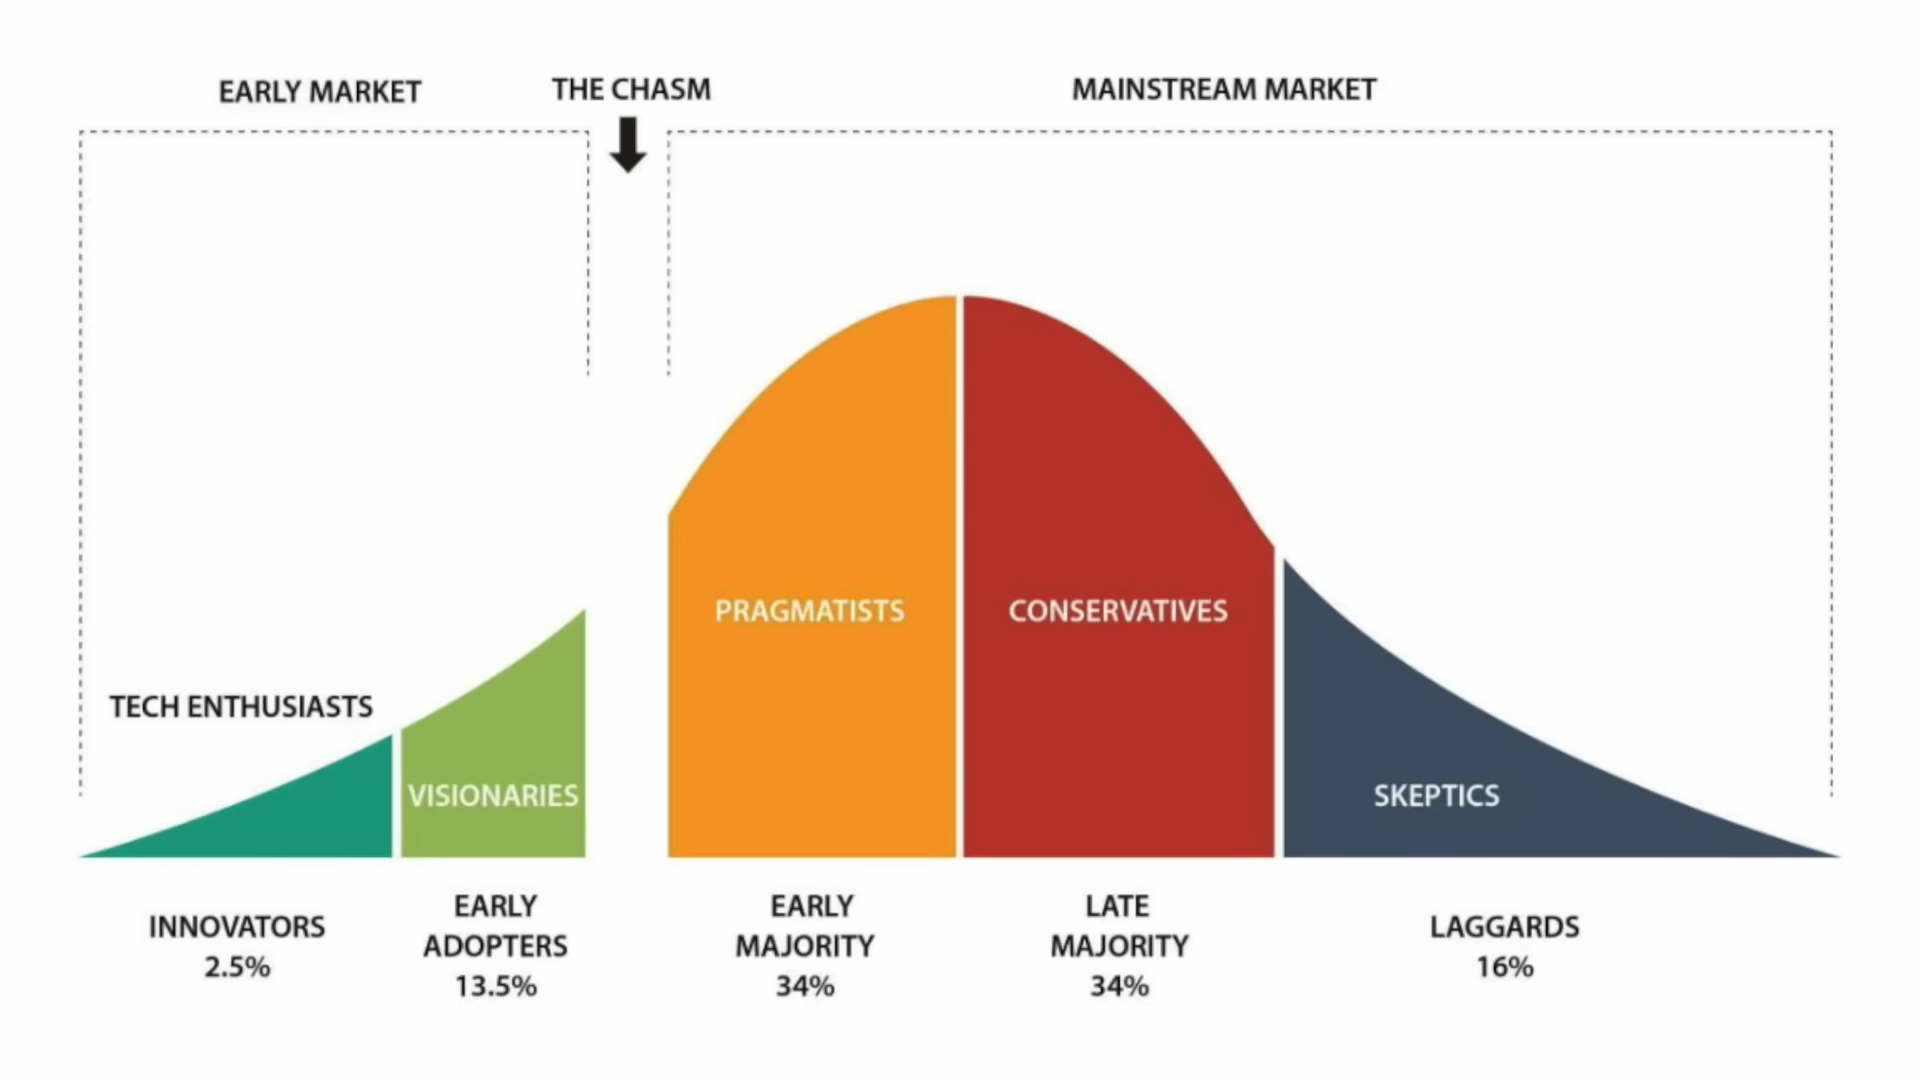 EARLY MARKET
THE CHASM
MAINSTREAM MARKET
TECH ENTHUSIASTS
VISIONARIES
PRAGMATISTS
CONSERVATIVES
SKEPTICS
INNOVATORS
2.5%
EARLY
ADOPTERS
13.5%
EARLY
MAJORITY
34%
LATE
MAJORITY
34%
LAGGARDS
16%